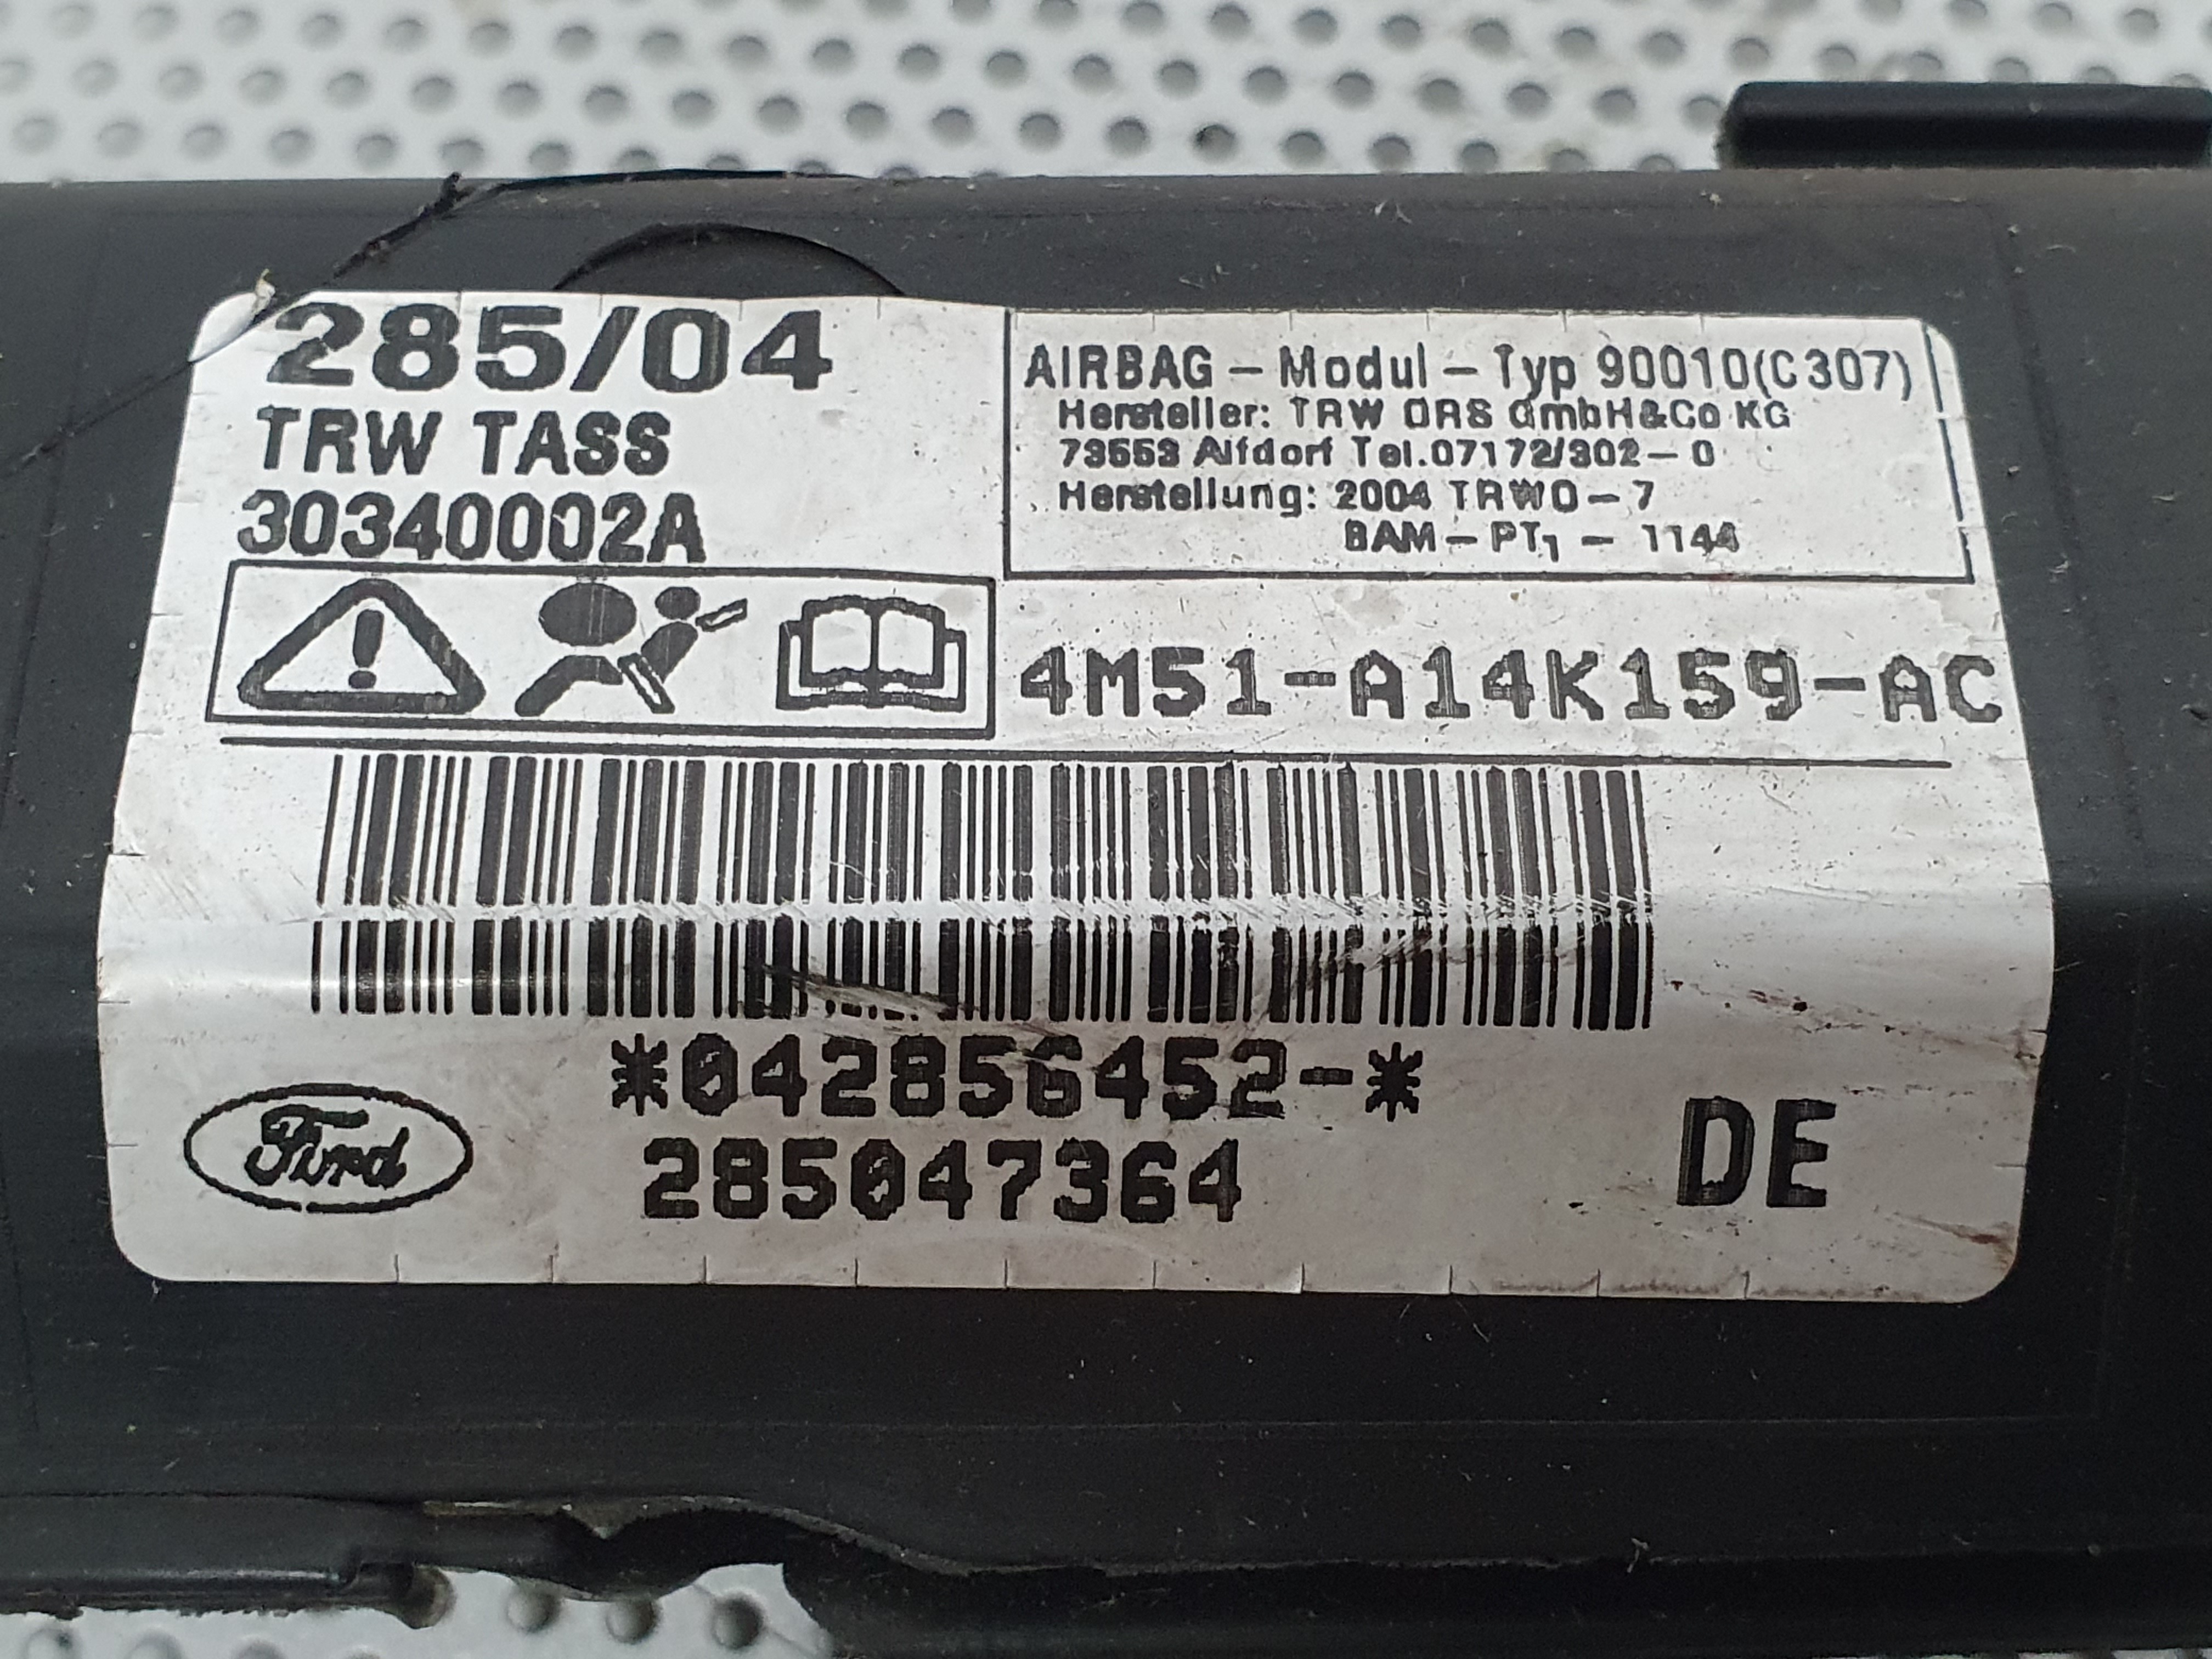 285/04
TRW TASS
30340002A
AIRBAG – Modul – Typ 90010(C307)
Hersteller: TRW ORS GmbH&Co KG
73553 Alfdorf Tel.07172/302 – 0
Herstellung: 2004 TRWO – 7
BAM – PT1 – 1144
4M51-A14K159-AC
*042856452-*
285047364
Ford
DE